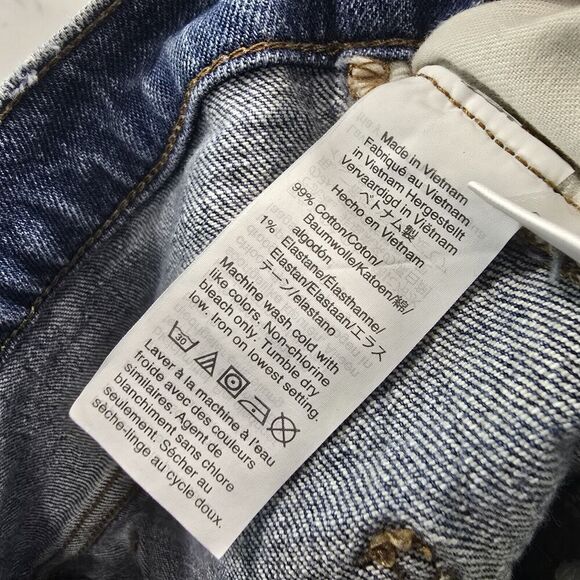 Made in Vietnam
Fabriqué au Vietnam
in Vietnam Hergestellt
Vervaardigd in Viëtnam
ベトナム製
Hecho en Vietnam
99% Cotton/Coton/
Baumwolle/Katoen/綿/
algodón.
1% Elastane/Elasthanne/
Elastan/Elastaan/エラス
テーン/elastano
Machine wash cold with
like colors. Non-chlorine
bleach only. Tumble dry
low. Iron on lowest setting.
30
Laver à la machine à l'eau
froide avec des couleurs
similaires. Agent de
blanchiment sans chlore
seulement. Sécher au
sèche-linge au cycle doux.